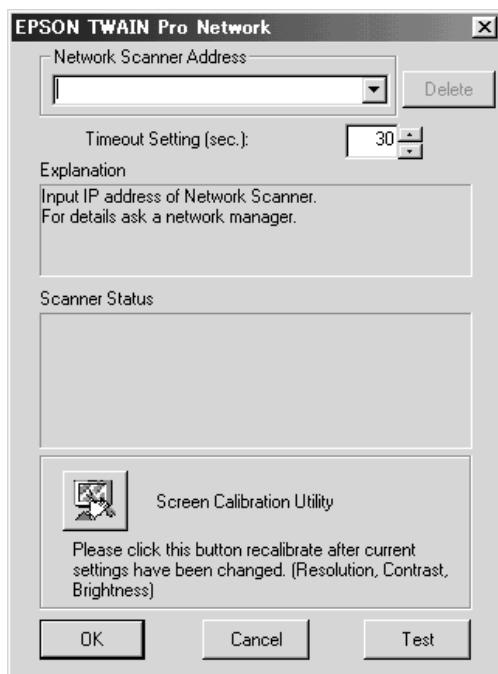 EPSON TWAIN Pro Network
Network Scanner Address
Delete
Timeout Setting (sec.):
30
Explanation
Input IP address of Network Scanner.
For details ask a network manager.
Scanner Status
Screen Calibration Utility
Please click this button recalibrate after current
settings have been changed. (Resolution, Contrast,
Brightness)
OK
Cancel
Test